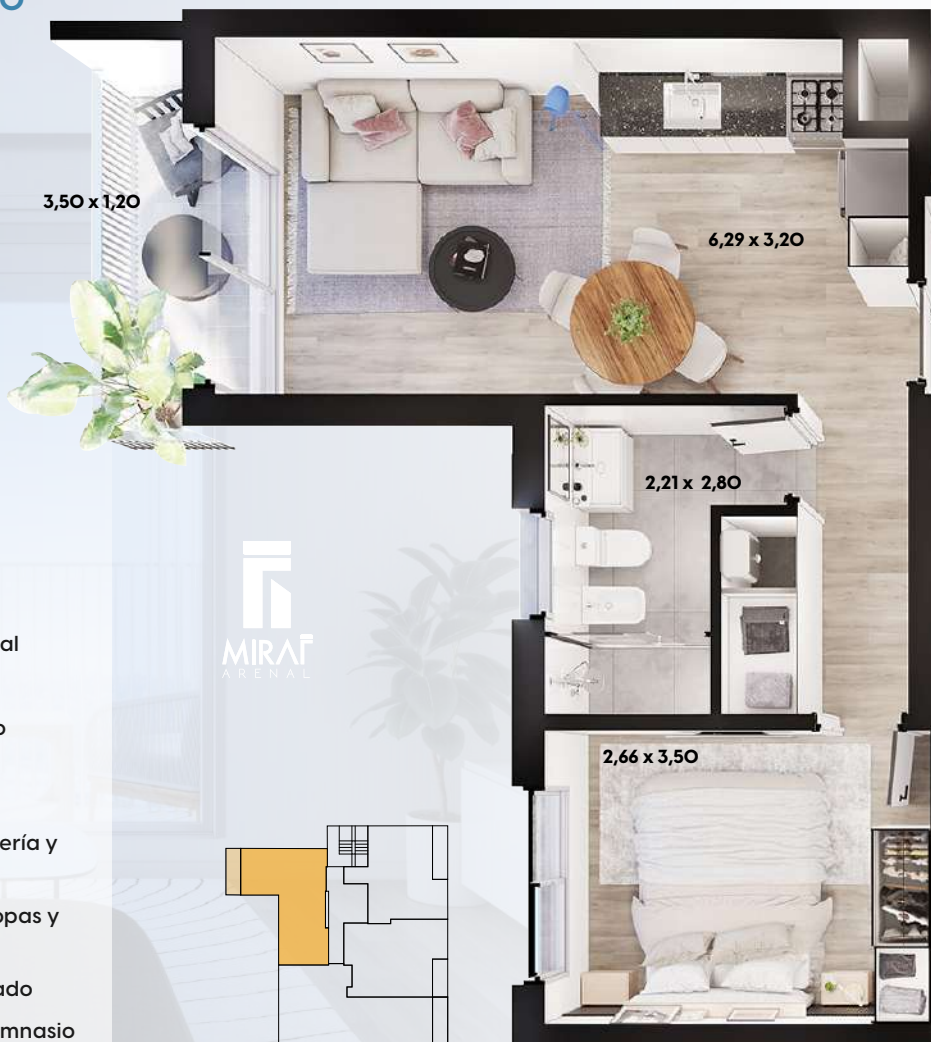 3,50 x 1,20
6,29 x 3,20
2,21 x 2,80
MIRAI
ARENAL
2,66 x 3,50
al
ería y
opas y
ado
mnasio